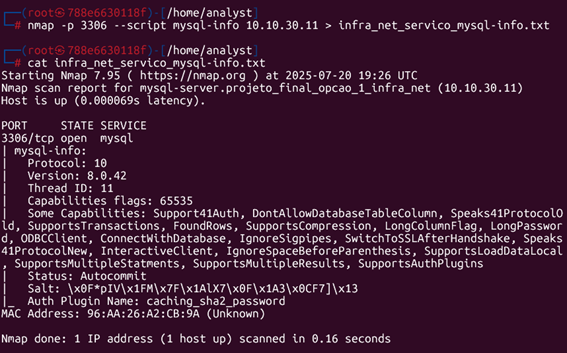 ┌──(root㉿788e6630118f)-[/home/analyst]
└─# nmap -p 3306 --script mysql-info 10.10.30.11 > infra_net_servico_mysql-info.txt
┌──(root㉿788e6630118f)-[/home/analyst]
└─# cat infra_net_servico_mysql-info.txt
Starting Nmap 7.95 ( https://nmap.org ) at 2025-07-20 19:26 UTC
Nmap scan report for mysql-server.projeto_final_opcao_1_infra_net (10.10.30.11)
Host is up (0.000069s latency).
PORT     STATE SERVICE
3306/tcp open  mysql
| mysql-info:
|   Protocol: 10
|   Version: 8.0.42
|   Thread ID: 11
|   Capabilities flags: 65535
|   Some Capabilities: Support41Auth, DontAllowDatabaseTableColumn, Speaks41ProtocolO
ld, SupportsTransactions, FoundRows, SupportsCompression, LongColumnFlag, LongPasswor
d, ODBCClient, ConnectWithDatabase, IgnoreSigpipes, SwitchToSSLAfterHandshake, Speaks
41ProtocolNew, InteractiveClient, IgnoreSpaceBeforeParenthesis, SupportsLoadDataLocal
, SupportsMultipleStatments, SupportsMultipleResults, SupportsAuthPlugins
|   Status: Autocommit
|   Salt: \x0F*pIV\x1FM\x7F\x1AlX7\x0F\x1A3\x0CF7]\x13
|_  Auth Plugin Name: caching_sha2_password
MAC Address: 96:AA:26:A2:CB:9A (Unknown)
Nmap done: 1 IP address (1 host up) scanned in 0.16 seconds